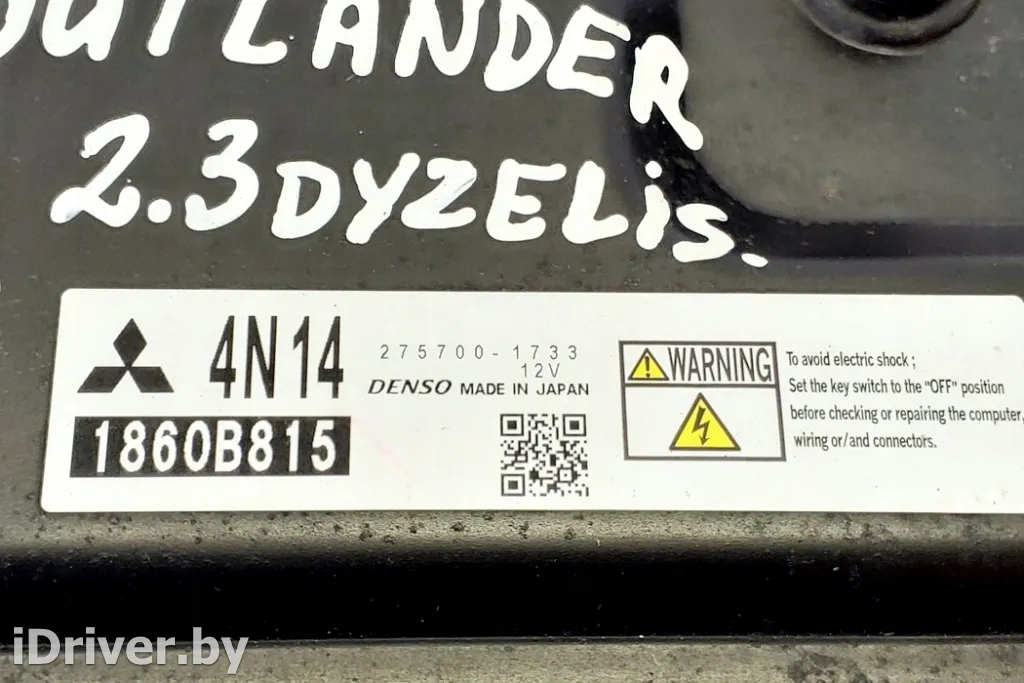 OUTLANDER
2.3 DYZELis.
4N14
1860B815
275700-1733
12V
DENSO MADE IN JAPAN
WARNING
To avoid electric shock ;
Set the key switch to the "OFF" position
before checking or repairing the computer,
wiring or/and connectors.
iDriver.by